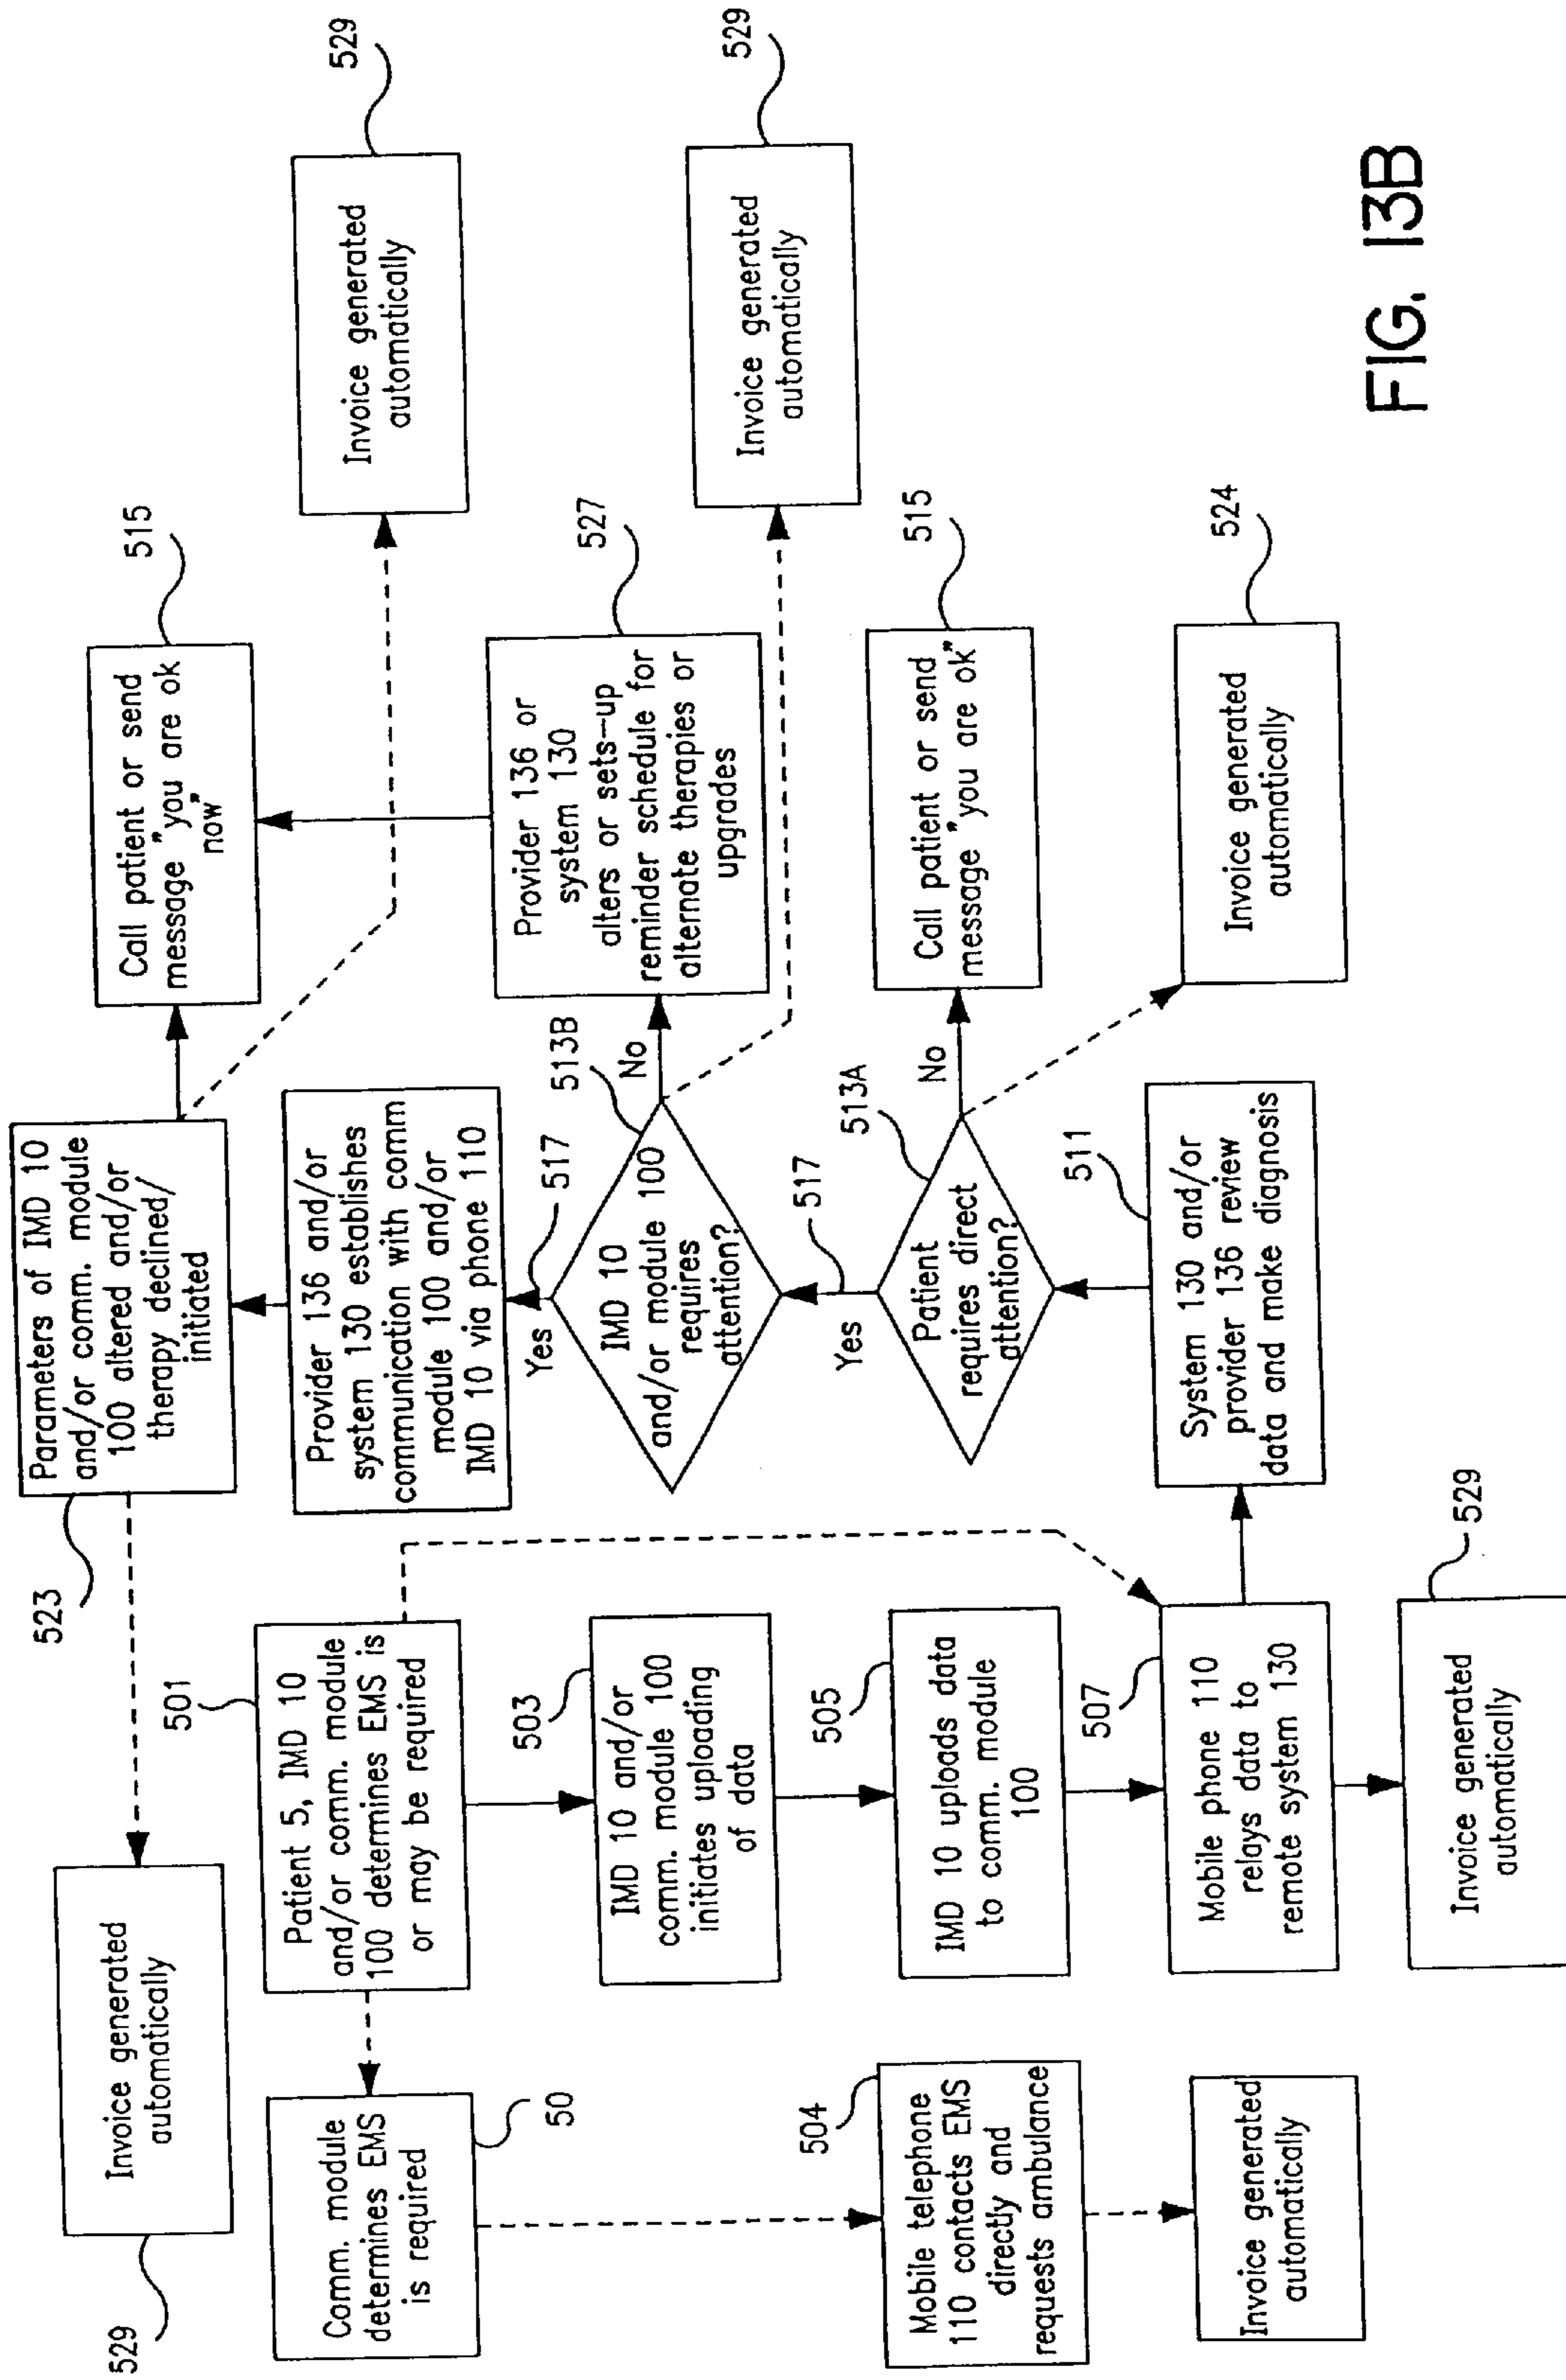 529
Invoice generated
automatically
523
Parameters of IMD 10
and/or comm. module
100 altered and/or
therapy declined/
initiated
Call patient or send
message "you are ok
now"
515
529
Invoice generated
automatically
Comm. module
determines EMS
is required
50
501
Patient 5, IMD 10
and/or comm. module
100 determines EMS is
or may be required
Provider 136 and/or
system 130 establishes
communication with comm
module 100 and/or
IMD 10 via phone 110
Yes
517
503
IMD 10 and/or
comm. module 100
initiates uploading
of data
IMD 10
and/or module 100
requires
attention?
513B
No
Provider 136 or
system 130
alters or sets-up
reminder schedule for
alternate therapies or
upgrades
527
529
Invoice generated
automatically
504
Mobile telephone
110 contacts EMS
directly and
requests ambulance
505
IMD 10 uploads data
to comm. module
100
Yes
517
Patient
requires direct
attention?
513A
No
Call patient or send
message "you are ok"
515
Invoice generated
automatically
507
Mobile phone 110
relays data to
remote system 130
System 130 and/or
provider 136 review
data and make diagnosis
511
Invoice generated
automatically
524
Invoice generated
automatically
529
FIG. 13B